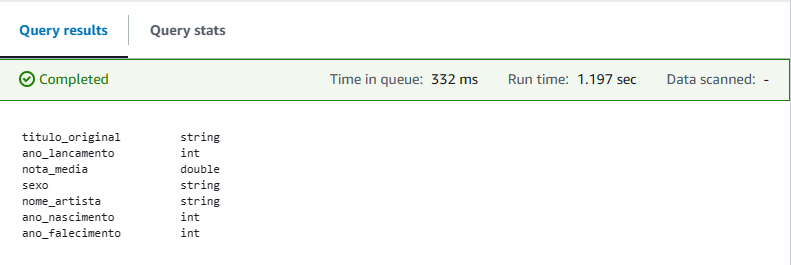 Query results Query stats
Completed Time in queue: 332 ms Run time: 1.197 sec Data scanned: -
titulo_original string
ano_lancamento int
nota_media double
sexo string
nome_artista string
ano_nascimento int
ano_falecimento int